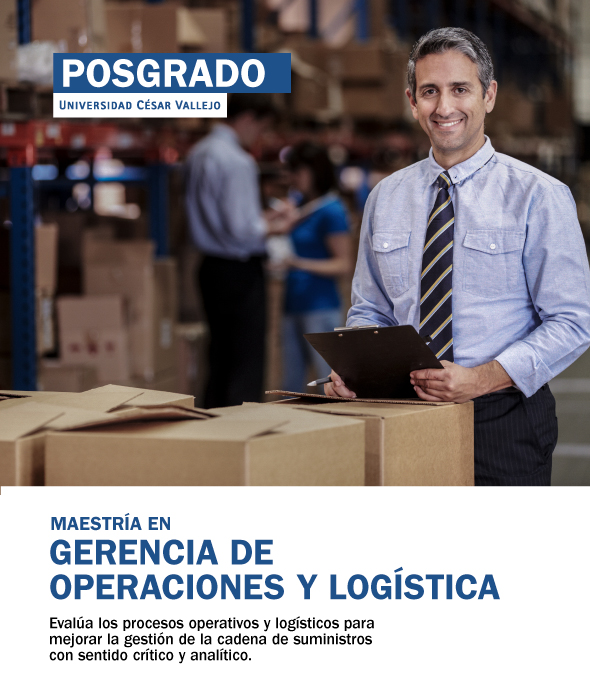 POSGRADO
UNIVERSIDAD CÉSAR VALLEJO
MAESTRÍA EN
GERENCIA DE
OPERACIONES Y LOGÍSTICA
Evalúa los procesos operativos y logísticos para
mejorar la gestión de la cadena de suministros
con sentido crítico y analítico.